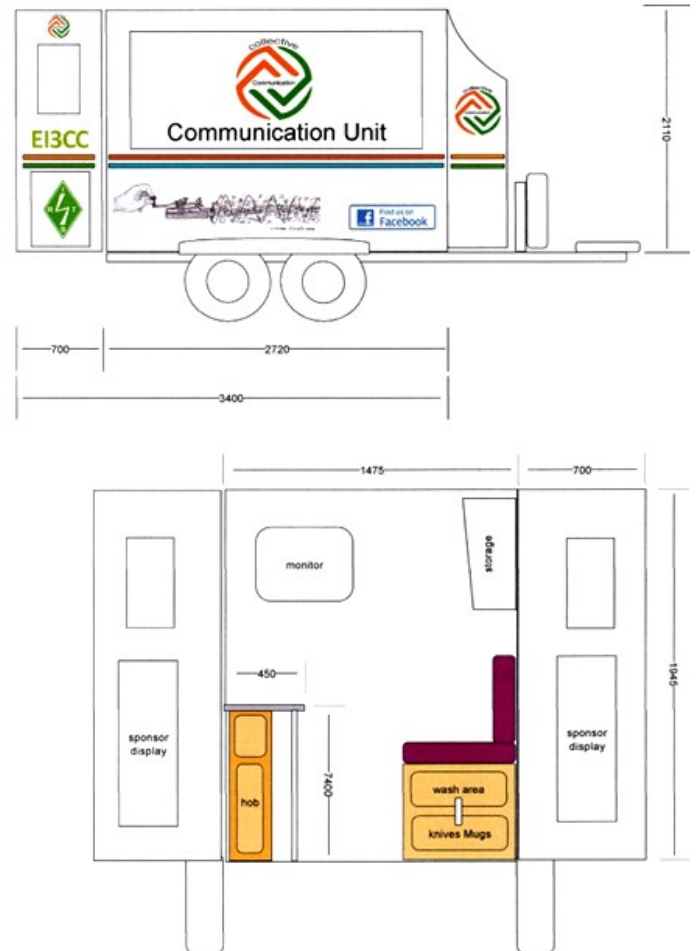 collective
Communication
collective
Communication Unit
EI3CC
I
R T
S
Find us on
Facebook
2110
700
2720
3400
1475
700
monitor
storage
450
1945
sponsor
display
7400
hob
wash area
knives Mugs
sponsor
display